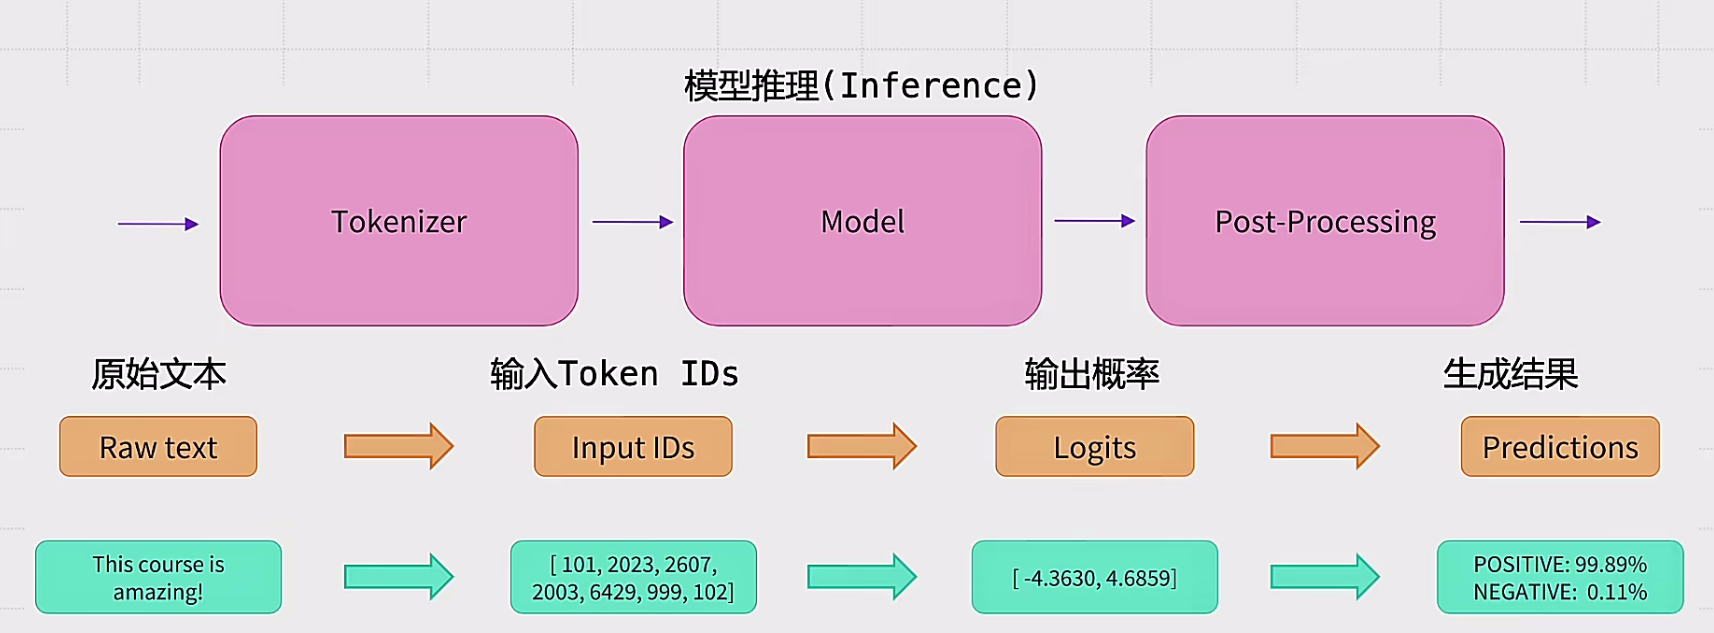 模型推理(Inference)
Tokenizer
Model
Post-Processing
原始文本
输入Token IDs
输出概率
生成结果
Raw text
Input IDs
Logits
Predictions
This course is
amazing!
[ 101, 2023, 2607,
2003, 6429, 999, 102]
[ -4.3630, 4.6859]
POSITIVE: 99.89%
NEGATIVE: 0.11%